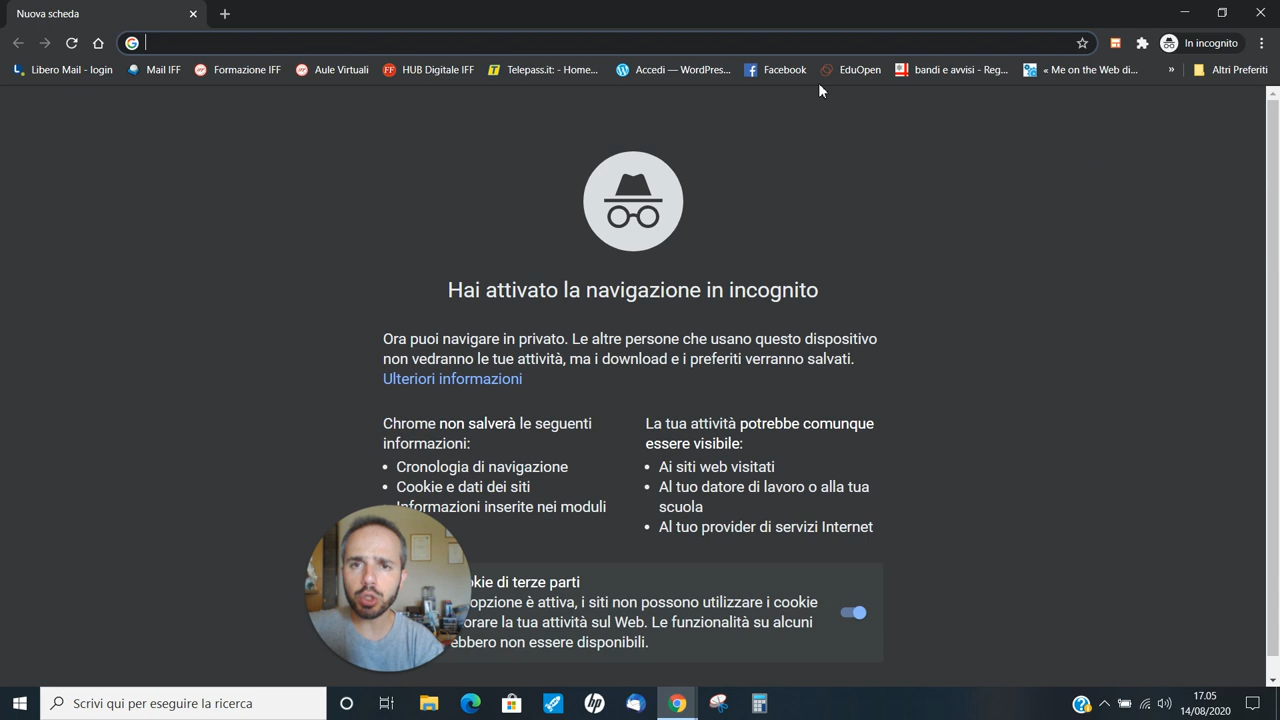 Nuova scheda
In incognito
Libero Mail - login
Mail IFF
Formazione IFF
Aule Virtuali
HUB Digitale IFF
Telepass.it: - Home...
Accedi — WordPres...
Facebook
EduOpen
bandi e avvisi - Reg...
« Me on the Web di...
»
Altri Preferiti
Hai attivato la navigazione in incognito
Ora puoi navigare in privato. Le altre persone che usano questo dispositivo
non vedranno le tue attività, ma i download e i preferiti verranno salvati.
Ulteriori informazioni
Chrome non salverà le seguenti
informazioni:
• Cronologia di navigazione
• Cookie e dati dei siti
Informazioni inserite nei moduli
La tua attività potrebbe comunque
essere visibile:
• Ai siti web visitati
• Al tuo datore di lavoro o alla tua
scuola
• Al tuo provider di servizi Internet
di terze parti
opzione è attiva, i siti non possono utilizzare i cookie
la tua attività sul Web. Le funzionalità su alcuni
non essere disponibili.
Scrivi qui per eseguire la ricerca
17.05
14/08/2020